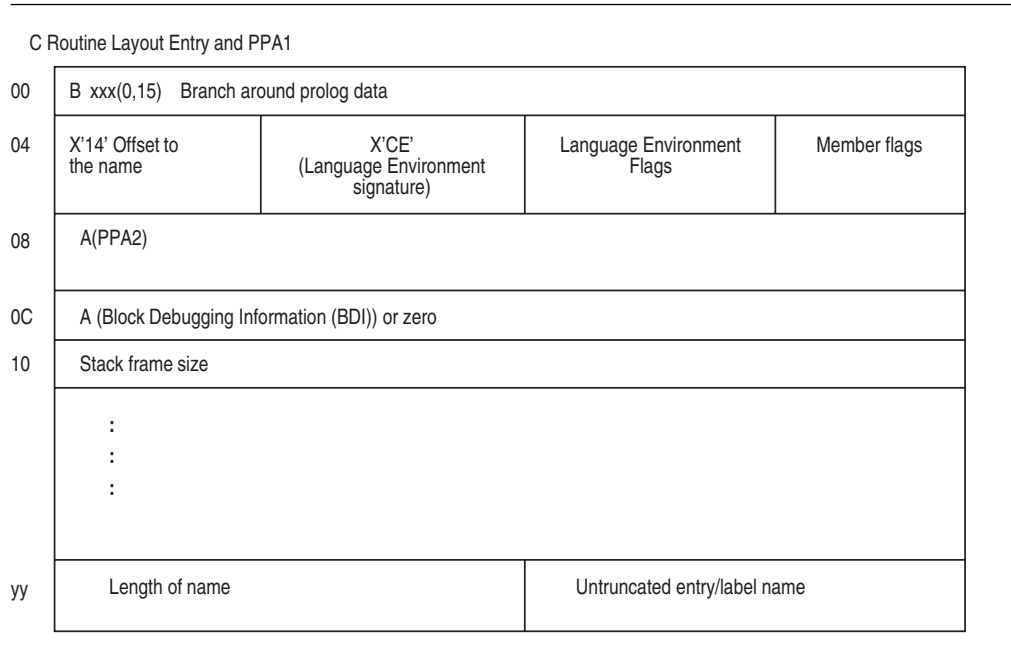 C Routine Layout Entry and PPA1
00 B xxx(0,15) Branch around prolog data
04 X'14' Offset to
the name
X'CE'
(Language Environment
signature)
Language Environment
Flags
Member flags
08 A(PPA2)
0C A (Block Debugging Information (BDI)) or zero
10 Stack frame size
:
:
:
yy Length of name Untruncated entry/label name